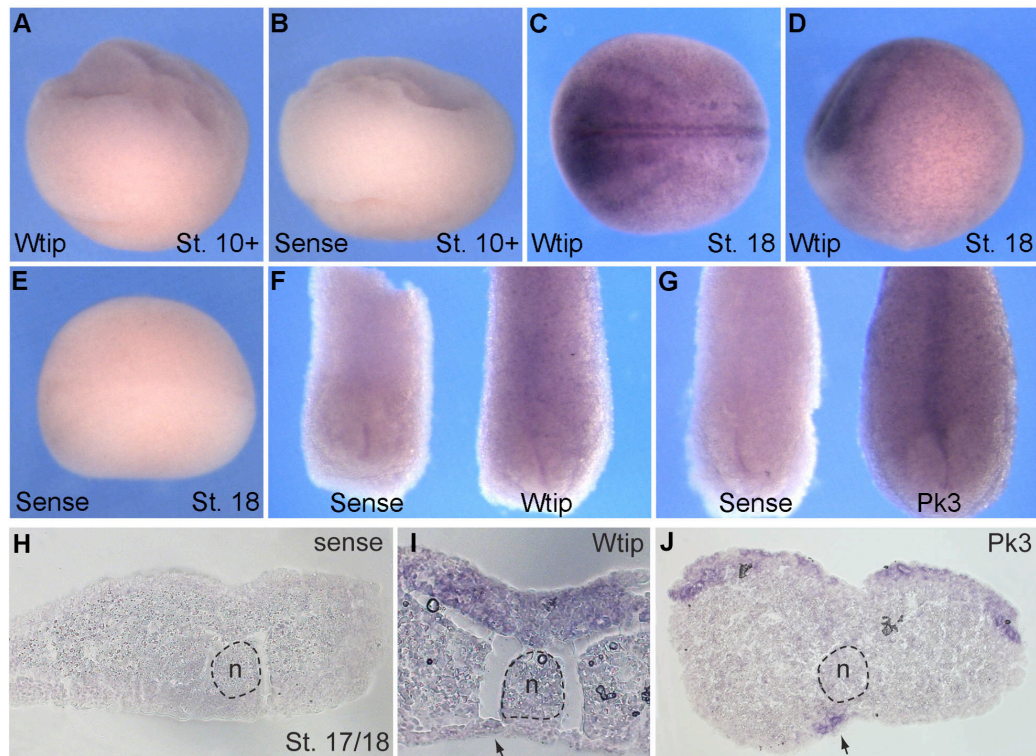 A
B
C
D
Wtip St. 10+
Sense St. 10+
Wtip St. 18
Wtip St. 18
E
F
G
Sense St. 18
Sense Wtip
Sense Pk3
H sense
I Wtip
J Pk3
n
n
n
St. 17/18